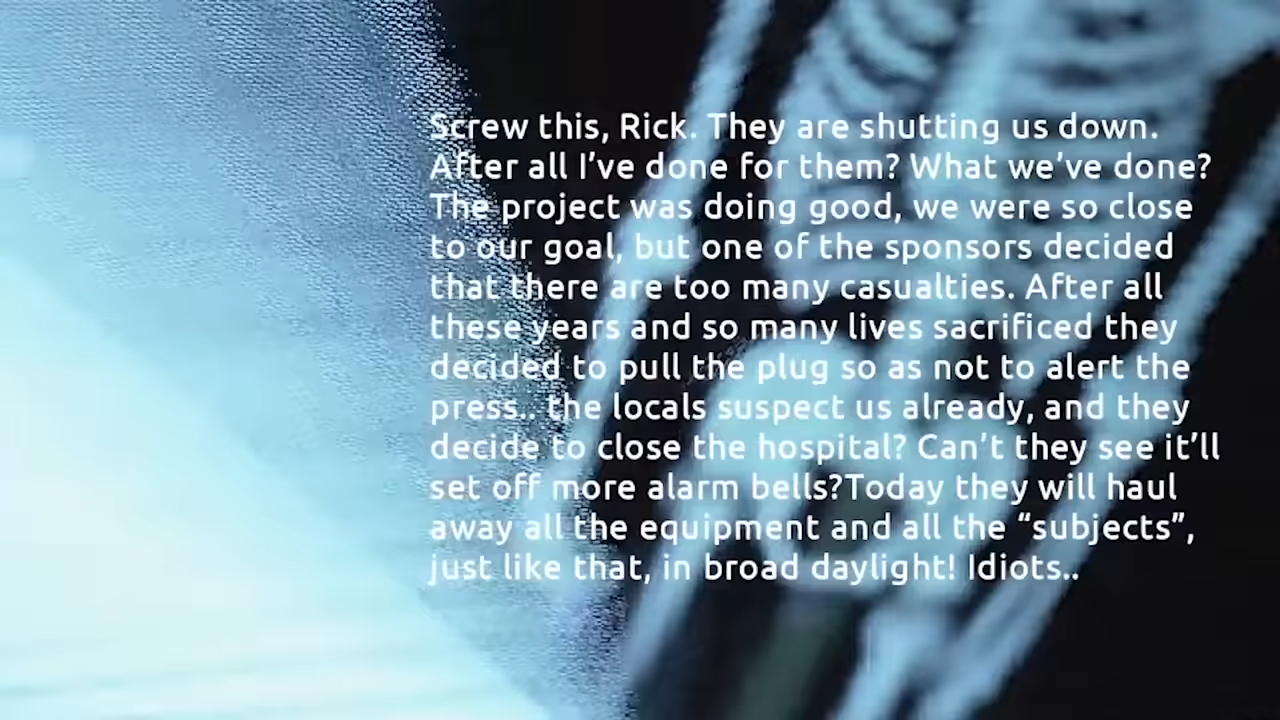 Screw this, Rick. They are shutting us down.
After all I’ve done for them? What we’ve done?
The project was doing good, we were so close
to our goal, but one of the sponsors decided
that there are too many casualties. After all
these years and so many lives sacrificed they
decided to pull the plug so as not to alert the
press.. the locals suspect us already, and they
decide to close the hospital? Can’t they see it’ll
set off more alarm bells?Today they will haul
away all the equipment and all the “subjects”,
just like that, in broad daylight! Idiots..